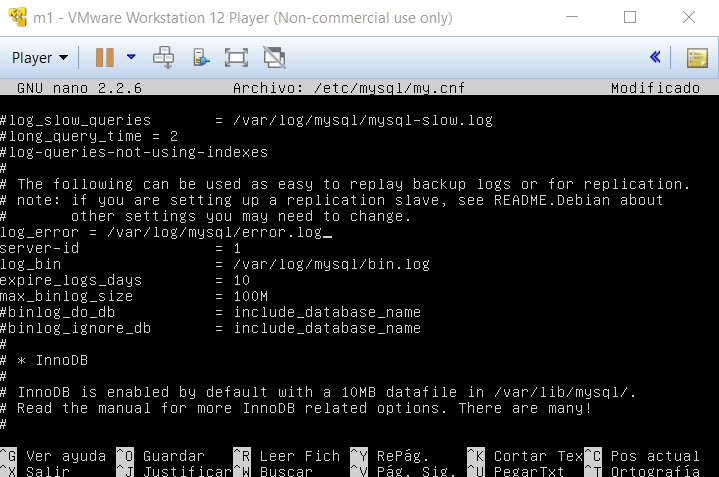 m1 - VMware Workstation 12 Player (Non-commercial use only)
Player
GNU nano 2.2.6 Archivo: /etc/mysql/my.cnf Modificado
#log_slow_queries = /var/log/mysql/mysql-slow.log
#long_query_time = 2
#log-queries-not-using-indexes
#
# The following can be used as easy to replay backup logs or for replication.
# note: if you are setting up a replication slave, see README.Debian about
# other settings you may need to change.
log_error = /var/log/mysql/error.log_
server-id = 1
log_bin = /var/log/mysql/bin.log
expire_logs_days = 10
max_binlog_size = 100M
#binlog_do_db = include_database_name
#binlog_ignore_db = include_database_name
#
# * InnoDB
#
# InnoDB is enabled by default with a 10MB datafile in /var/lib/mysql/.
# Read the manual for more InnoDB related options. There are many!
#
^G Ver ayuda ^O Guardar ^R Leer Fich ^Y RePág. ^K Cortar Tex ^C Pos actual
^X Salir ^J Justificar ^W Buscar ^V Pág. Sig. ^U PegarTxt ^T Ortografía